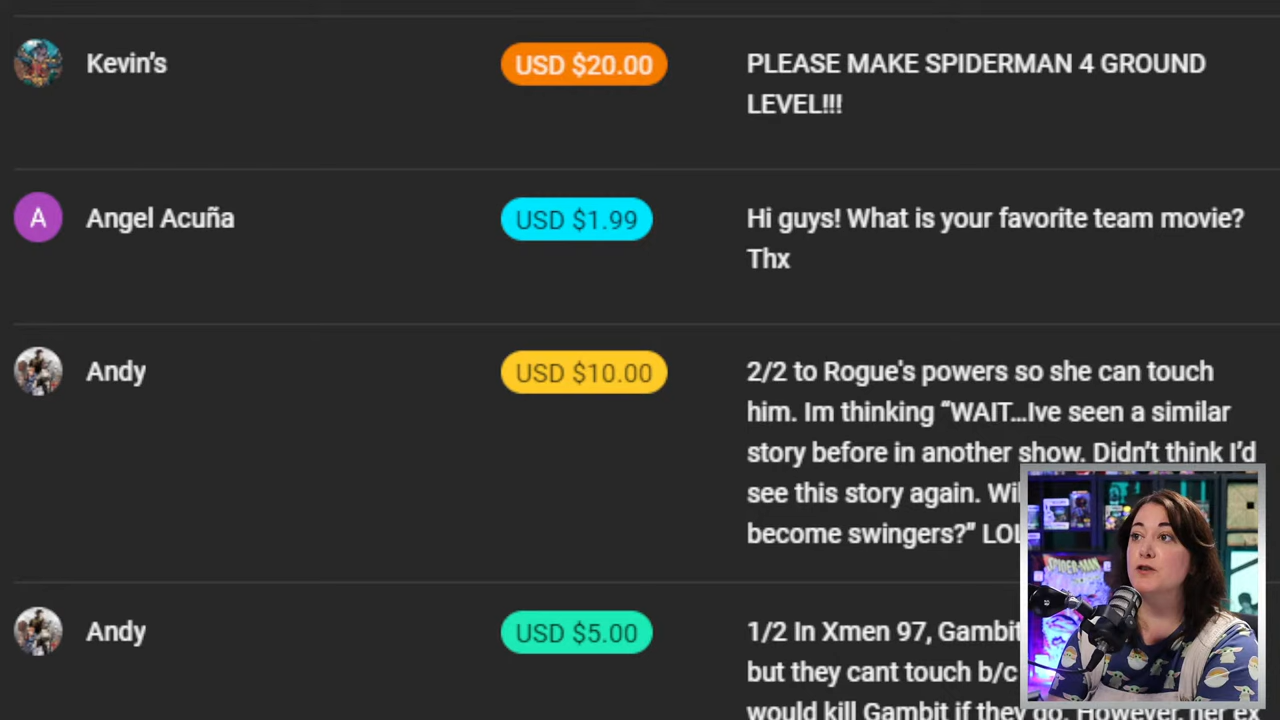 Kevin's
USD $20.00
PLEASE MAKE SPIDERMAN 4 GROUND
LEVEL!!!
A
Angel Acuña
USD $1.99
Hi guys! What is your favorite team movie?
Thx
Andy
USD $10.00
2/2 to Rogue's powers so she can touch
him. Im thinking “WAIT...Ive seen a similar
story before in another show. Didn’t think I’d
see this story again.
become swingers?” LOL
SPIDER-MAN
Andy
USD $5.00
1/2 In Xmen 97, Gambit
but they cant touch b/c
would kill Gambit if they do. However, her ex